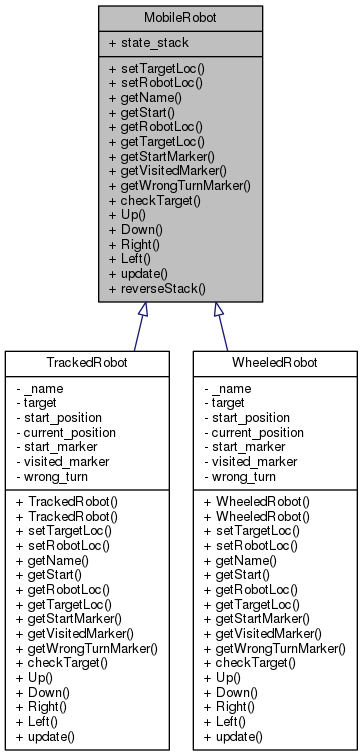 MobileRobot
+ state_stack
+ setTargetLoc()
+ setRobotLoc()
+ getName()
+ getStart()
+ getRobotLoc()
+ getTargetLoc()
+ getStartMarker()
+ getVisitedMarker()
+ getWrongTurnMarker()
+ checkTarget()
+ Up()
+ Down()
+ Right()
+ Left()
+ update()
+ reverseStack()
TrackedRobot
- _name
- target
- start_position
- current_position
- start_marker
- visited_marker
- wrong_turn
+ TrackedRobot()
+ TrackedRobot()
+ setTargetLoc()
+ setRobotLoc()
+ getName()
+ getStart()
+ getRobotLoc()
+ getTargetLoc()
+ getStartMarker()
+ getVisitedMarker()
+ getWrongTurnMarker()
+ checkTarget()
+ Up()
+ Down()
+ Right()
+ Left()
+ update()
WheeledRobot
- _name
- target
- start_position
- current_position
- start_marker
- visited_marker
- wrong_turn
+ WheeledRobot()
+ WheeledRobot()
+ setTargetLoc()
+ setRobotLoc()
+ getName()
+ getStart()
+ getRobotLoc()
+ getTargetLoc()
+ getStartMarker()
+ getVisitedMarker()
+ getWrongTurnMarker()
+ checkTarget()
+ Up()
+ Down()
+ Right()
+ Left()
+ update()